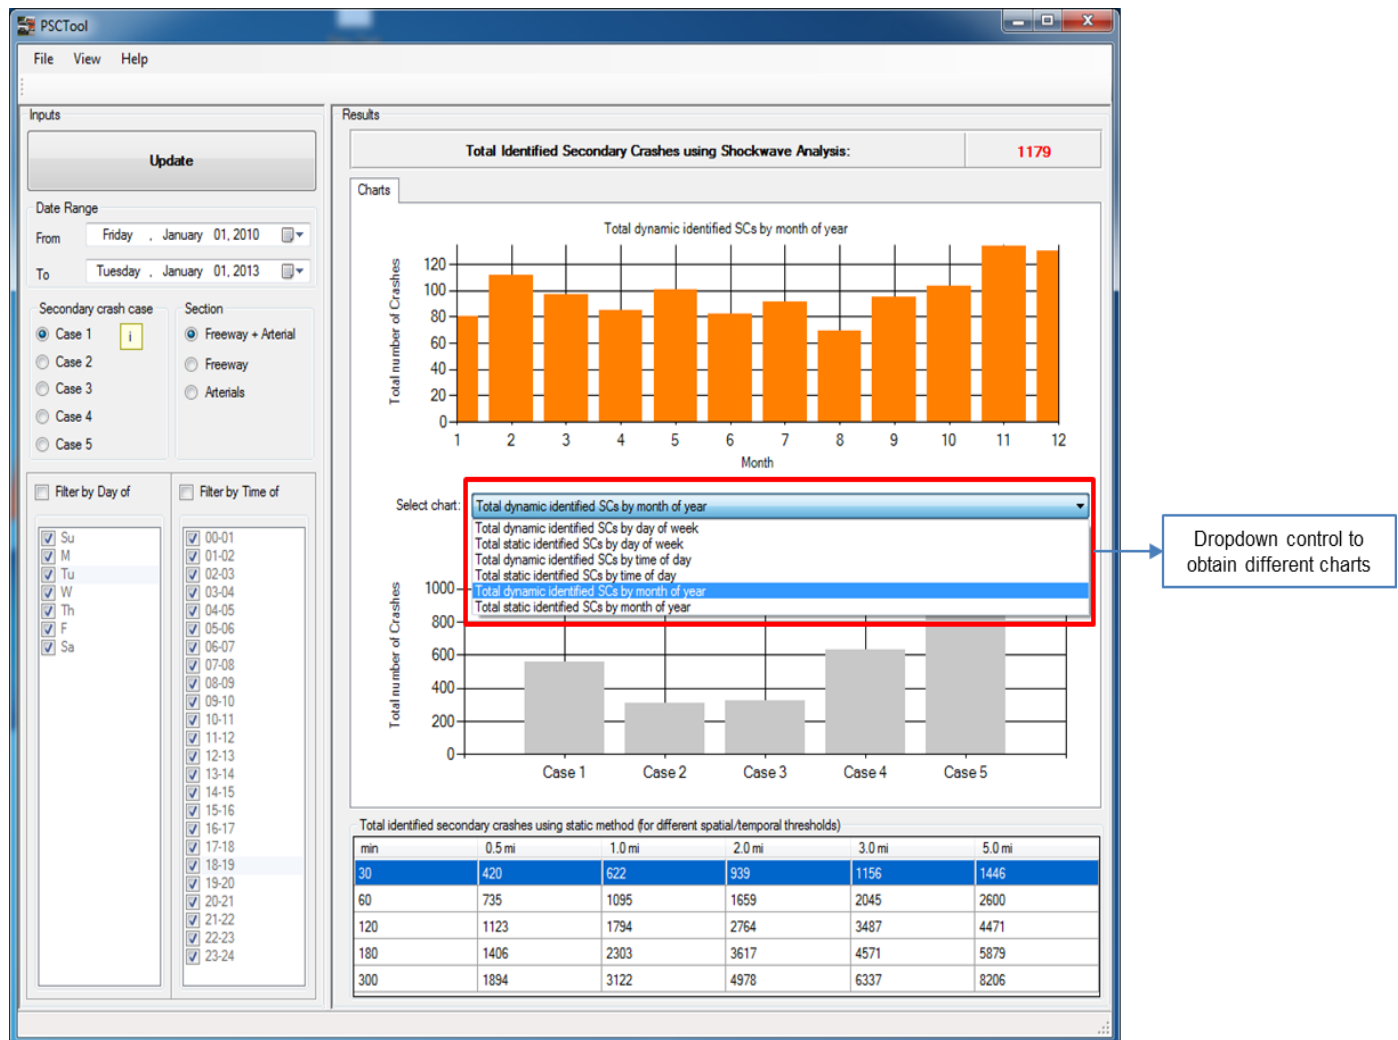 PSCTool
File View Help
Inputs
Update
Date Range
From Friday , January 01, 2010
To Tuesday , January 01, 2013
Secondary crash case
Case 1 i
Case 2
Case 3
Case 4
Case 5
Section
Freeway + Arterial
Freeway
Arterials
Filter by Day of
Su
M
Tu
W
Th
F
Sa
Filter by Time of
00-01
01-02
02-03
03-04
04-05
05-06
06-07
07-08
08-09
09-10
10-11
11-12
12-13
13-14
14-15
15-16
16-17
17-18
18-19
19-20
20-21
21-22
22-23
23-24
Results
Total Identified Secondary Crashes using Shockwave Analysis: 1179
Charts
Total dynamic identified SCs by month of year
Total number of Crashes
120
100
80
60
40
20
0
1 2 3 4 5 6 7 8 9 10 11 12
Month
Select chart: Total dynamic identified SCs by month of year
Total dynamic identified SCs by day of week
Total static identified SCs by day of week
Total dynamic identified SCs by time of day
Total static identified SCs by time of day
Total dynamic identified SCs by month of year
Total static identified SCs by month of year
Total number of Crashes
1000
800
600
400
200
0
Case 1 Case 2 Case 3 Case 4 Case 5
Total identified secondary crashes using static method (for different spatial/temporal thresholds)
min 0.5 mi 1.0 mi 2.0 mi 3.0 mi 5.0 mi
30 420 622 939 1156 1446
60 735 1095 1659 2045 2600
120 1123 1794 2764 3487 4471
180 1406 2303 3617 4571 5879
300 1894 3122 4978 6337 8206
Dropdown control to
obtain different charts